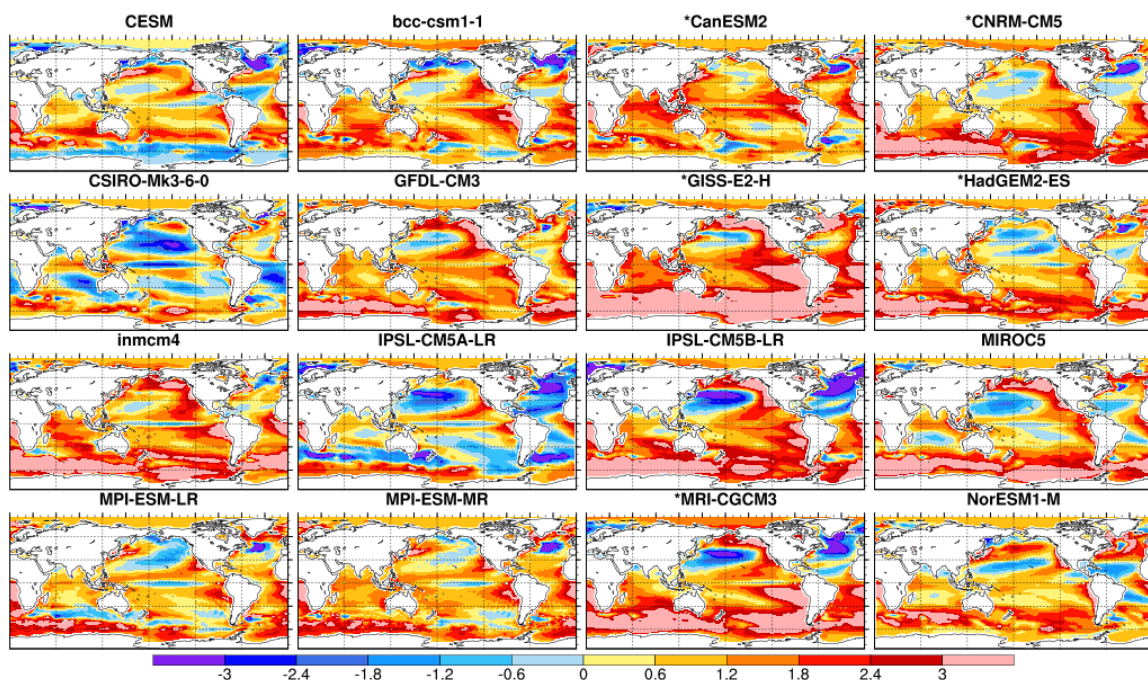 CESM bcc-csm1-1 *CanESM2 *CNRM-CM5
CSIRO-Mk3-6-0 GFDL-CM3 *GISS-E2-H *HadGEM2-ES
inmcm4 IPSL-CM5A-LR IPSL-CM5B-LR MIROC5
MPI-ESM-LR MPI-ESM-MR *MRI-CGCM3 NorESM1-M
-3 -2.4 -1.8 -1.2 -0.6 0 0.6 1.2 1.8 2.4 3